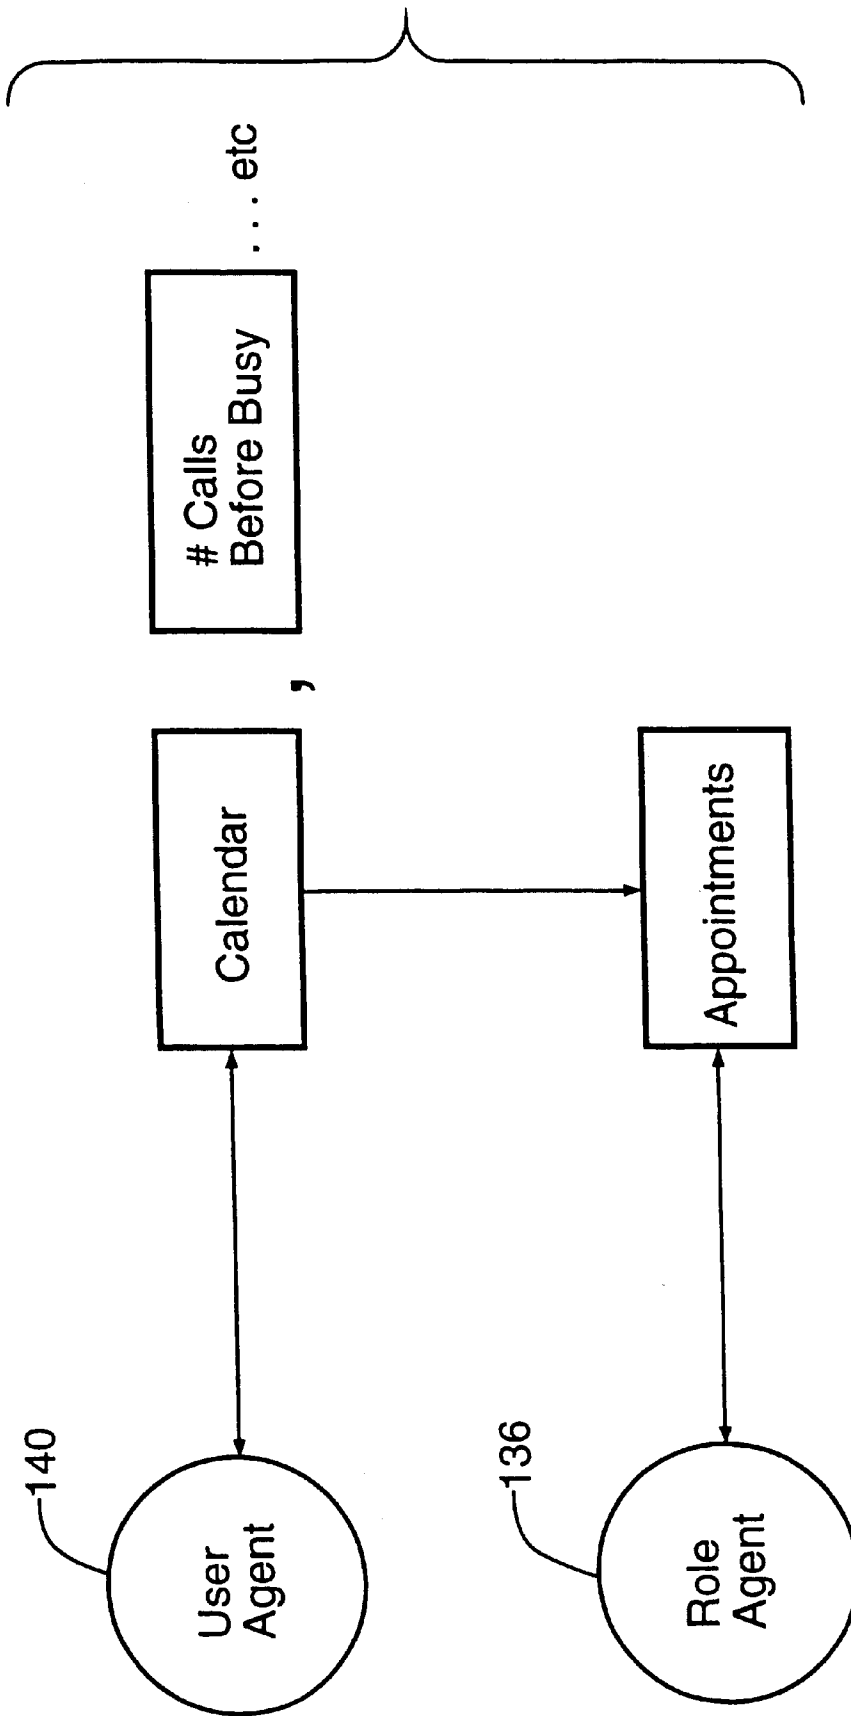 140
User
Agent
Calendar
,
# Calls
Before Busy
. . . etc
136
Role
Agent
Appointments